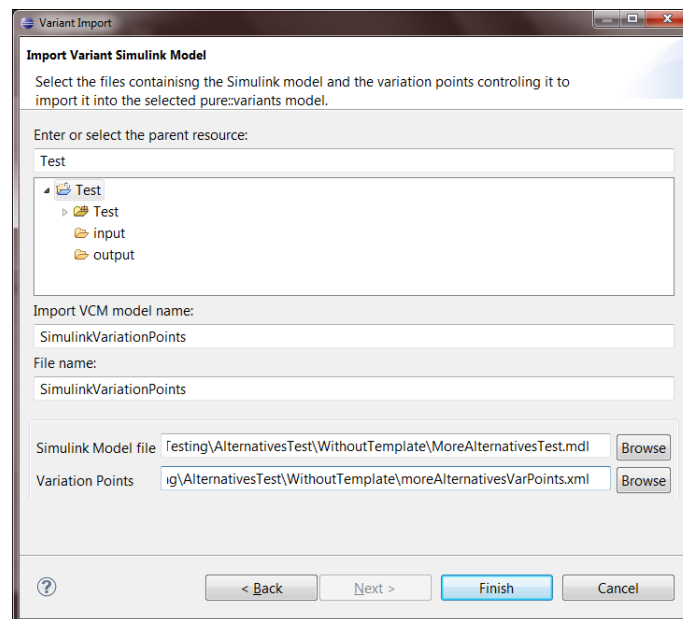 Variant Import
Import Variant Simulink Model
Select the files containisng the Simulink model and the variation points controling it to
import it into the selected pure::variants model.
Enter or select the parent resource:
Test
Test
Test
input
output
Import VCM model name:
SimulinkVariationPoints
File name:
SimulinkVariationPoints
Simulink Model file Testing\AlternativesTest\WithoutTemplate\MoreAlternativesTest.mdl Browse
Variation Points ng\AlternativesTest\WithoutTemplate\moreAlternativesVarPoints.xml Browse
? < Back Next > Finish Cancel